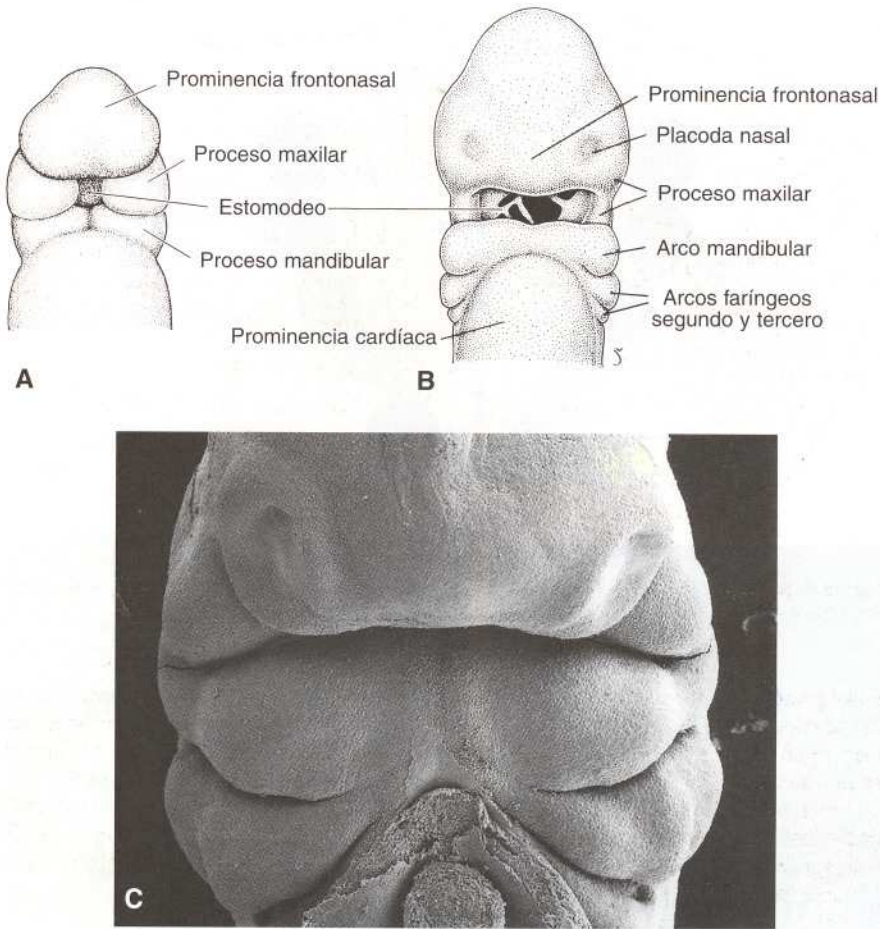 Prominencia frontonasal
Proceso maxilar
Estomodeo
Proceso mandibular
Prominencia cardíaca
A
Prominencia frontonasal
Placoda nasal
Proceso maxilar
Arco mandibular
Arcos faríngeos
segundo y tercero
B
C